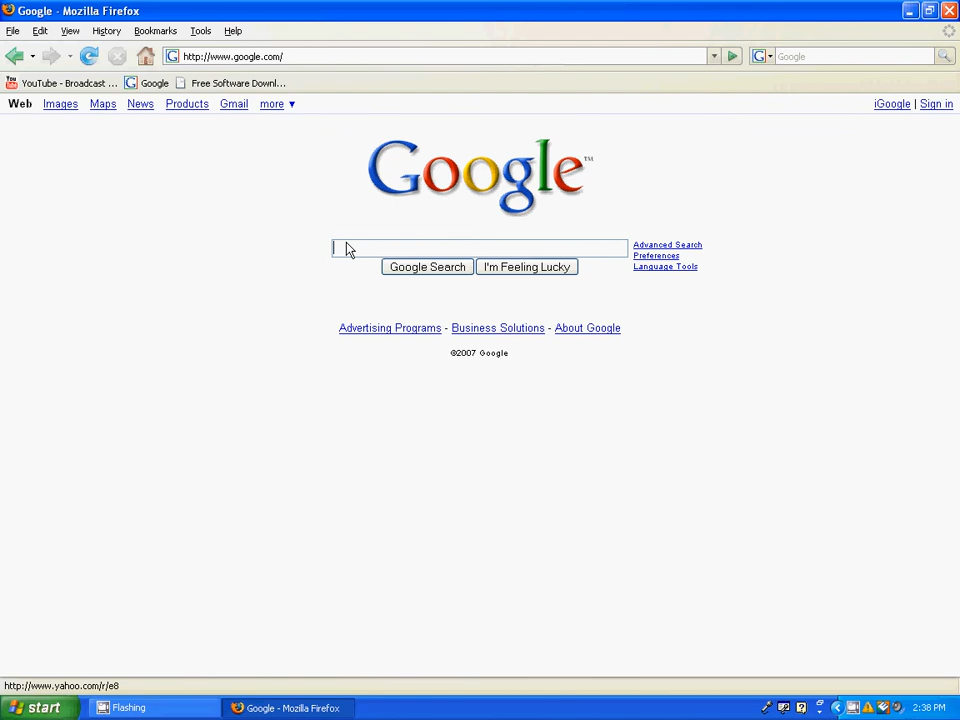 Google - Mozilla Firefox
File Edit View History Bookmarks Tools Help
http://www.google.com/ Google
YouTube - Broadcast ... Google Free Software Downl...
Web Images Maps News Products Gmail more ▼ iGoogle | Sign in
Google™
Advanced Search
Preferences
Language Tools
Google Search I'm Feeling Lucky
Advertising Programs - Business Solutions - About Google
©2007 Google
http://www.yahoo.com/r/e8
start Flashing Google - Mozilla Firefox 2:38 PM